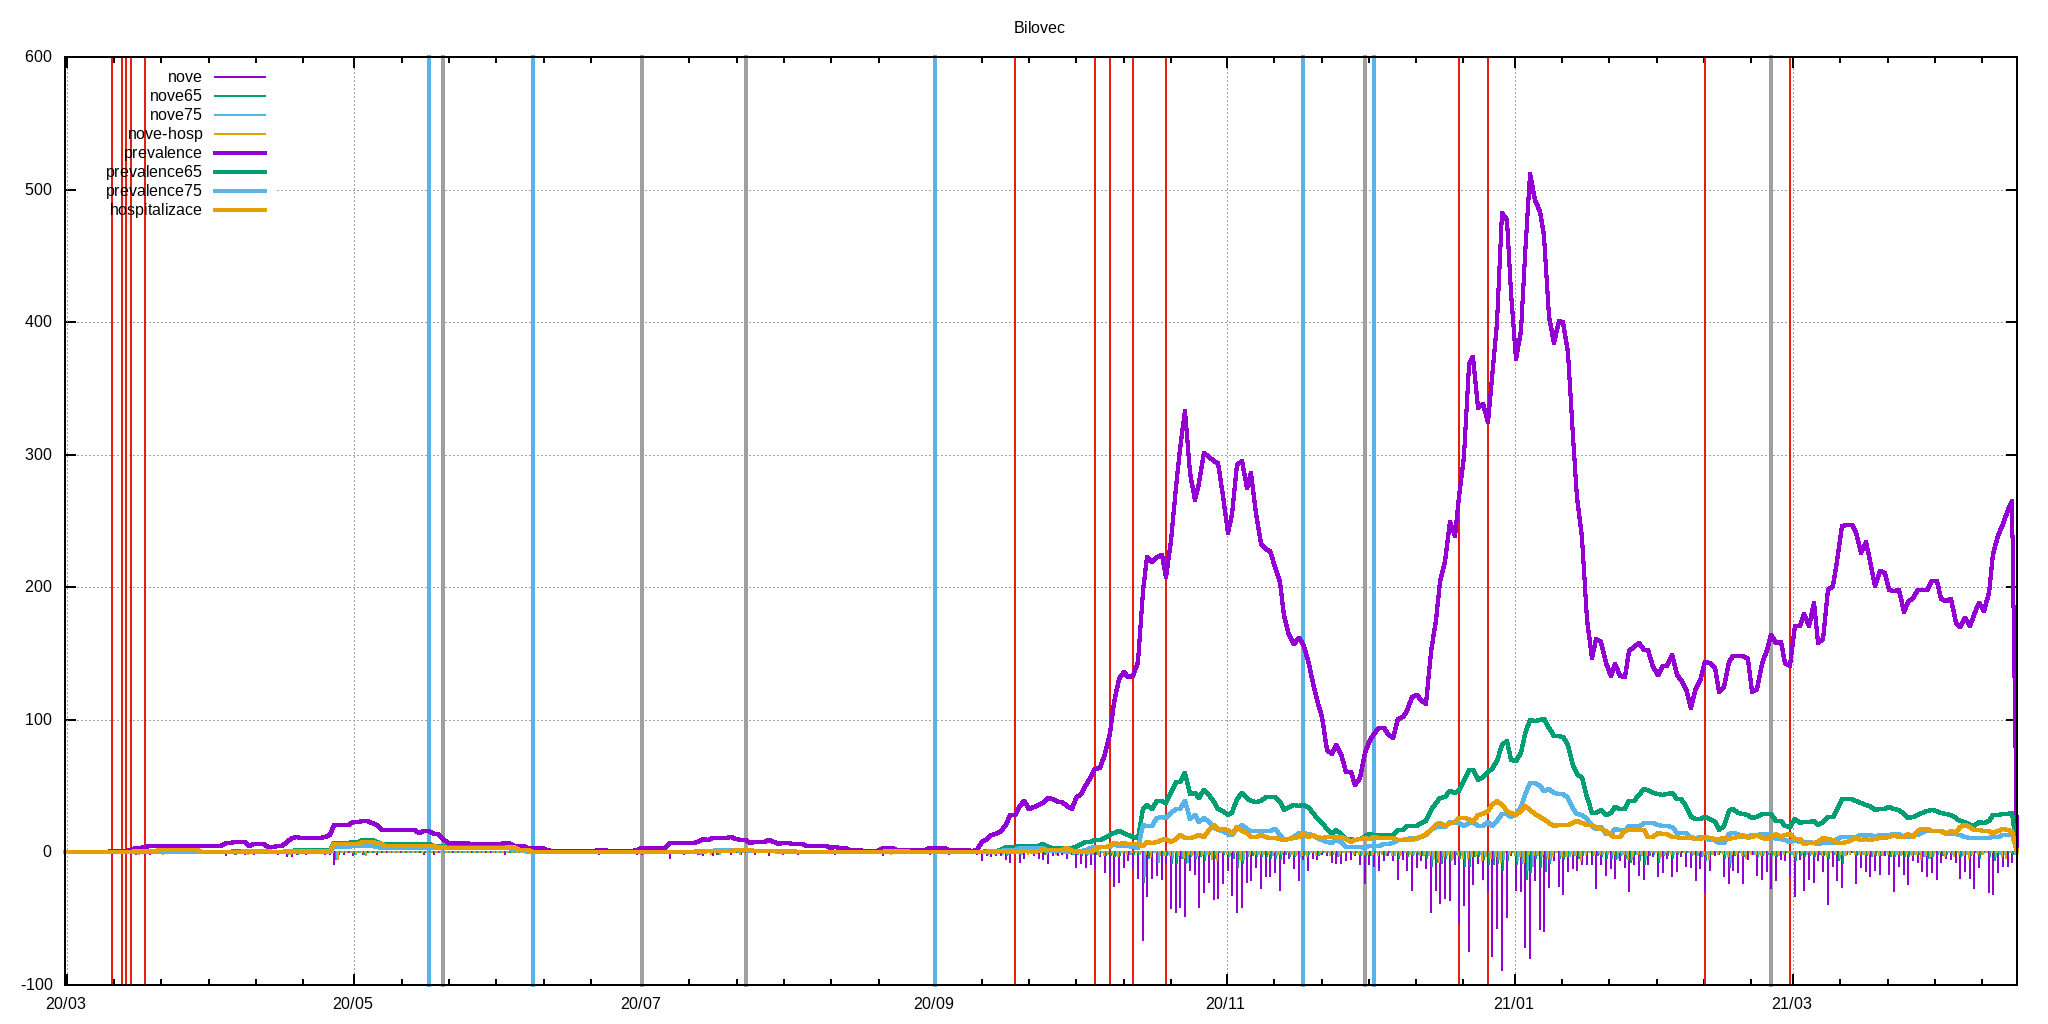 Bilovec
600
500
400
300
200
100
0
-100
nove
nove65
nove75
nove-hosp
prevalence
prevalence65
prevalence75
hospitalizace
20/03 20/05 20/07 20/09 20/11 21/01 21/03